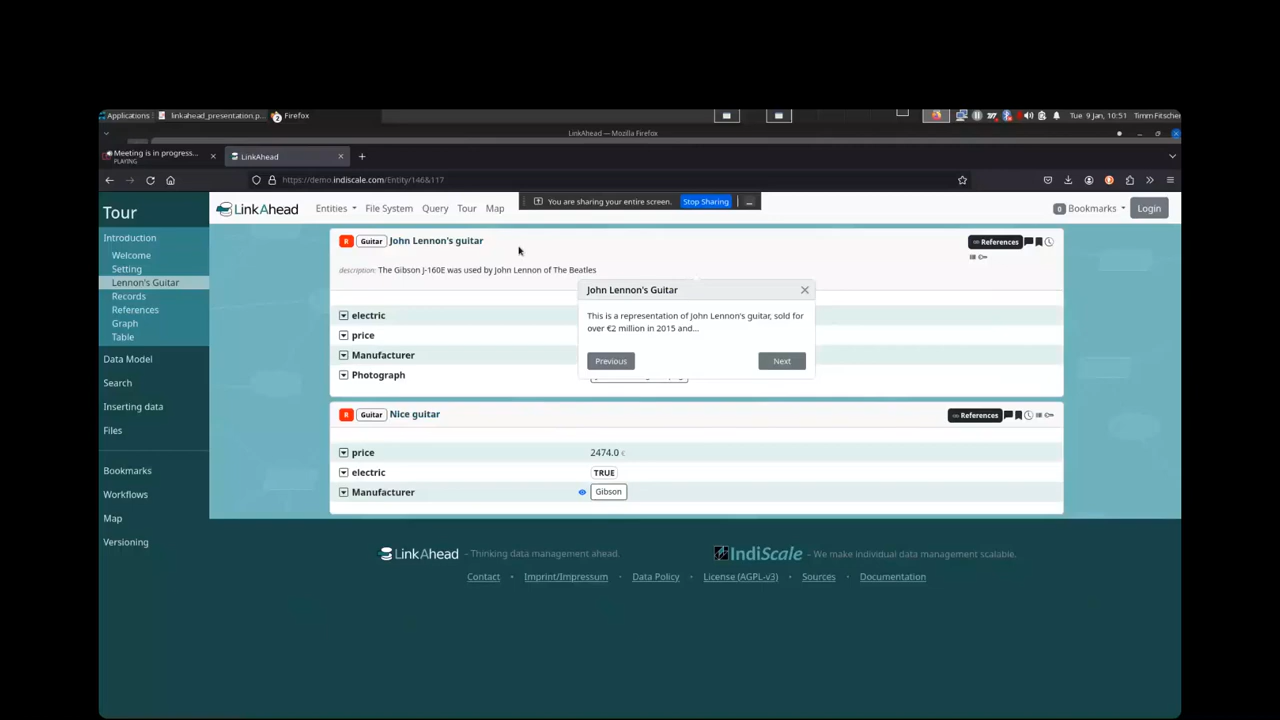 Applications
linkahead_presentation.p...
Firefox
Tue 9 Jan, 10:51
Timm Fitscher
LinkAhead — Mozilla Firefox
Meeting is in progress...
PLAYING
LinkAhead
https://demo.indiscale.com/Entity/146&117
You are sharing your entire screen.
Stop Sharing
LinkAhead
Entities
File System
Query
Tour
Map
0
Bookmarks
Login
Tour
Introduction
Welcome
Setting
Lennon's Guitar
Records
References
Graph
Table
Data Model
Search
Inserting data
Files
Bookmarks
Workflows
Map
Versioning
R Guitar John Lennon's guitar
References
description: The Gibson J-160E was used by John Lennon of The Beatles
electric
price
Manufacturer
Photograph
John Lennon's Guitar
This is a representation of John Lennon's guitar, sold for
over €2 million in 2015 and...
Previous
Next
R Guitar Nice guitar
References
price 2474.0 €
electric TRUE
Manufacturer Gibson
LinkAhead – Thinking data management ahead.
IndiScale – We make individual data management scalable.
Contact • Imprint/Impressum • Data Policy • License (AGPL-v3) • Sources • Documentation